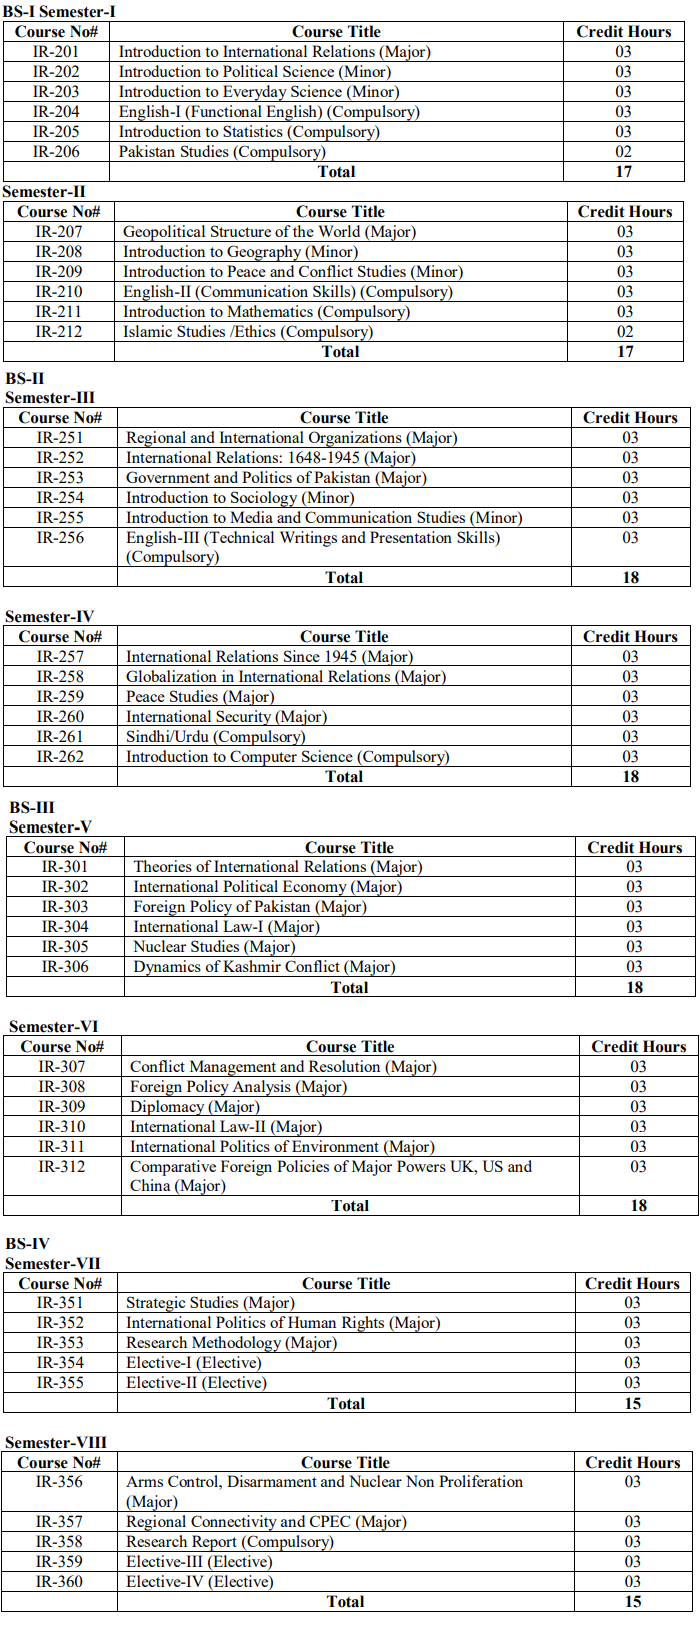 BS-I Semester-I
Course No# Course Title Credit Hours
IR-201 Introduction to International Relations (Major) 03
IR-202 Introduction to Political Science (Minor) 03
IR-203 Introduction to Everyday Science (Minor) 03
IR-204 English-I (Functional English) (Compulsory) 03
IR-205 Introduction to Statistics (Compulsory) 03
IR-206 Pakistan Studies (Compulsory) 02
Total 17
Semester-II
Course No# Course Title Credit Hours
IR-207 Geopolitical Structure of the World (Major) 03
IR-208 Introduction to Geography (Minor) 03
IR-209 Introduction to Peace and Conflict Studies (Minor) 03
IR-210 English-II (Communication Skills) (Compulsory) 03
IR-211 Introduction to Mathematics (Compulsory) 03
IR-212 Islamic Studies /Ethics (Compulsory) 02
Total 17
BS-II
Semester-III
Course No# Course Title Credit Hours
IR-251 Regional and International Organizations (Major) 03
IR-252 International Relations: 1648-1945 (Major) 03
IR-253 Government and Politics of Pakistan (Major) 03
IR-254 Introduction to Sociology (Minor) 03
IR-255 Introduction to Media and Communication Studies (Minor) 03
IR-256 English-III (Technical Writings and Presentation Skills) 03
(Compulsory)
Total 18
Semester-IV
Course No# Course Title Credit Hours
IR-257 International Relations Since 1945 (Major) 03
IR-258 Globalization in International Relations (Major) 03
IR-259 Peace Studies (Major) 03
IR-260 International Security (Major) 03
IR-261 Sindhi/Urdu (Compulsory) 03
IR-262 Introduction to Computer Science (Compulsory) 03
Total 18
BS-III
Semester-V
Course No# Course Title Credit Hours
IR-301 Theories of International Relations (Major) 03
IR-302 International Political Economy (Major) 03
IR-303 Foreign Policy of Pakistan (Major) 03
IR-304 International Law-I (Major) 03
IR-305 Nuclear Studies (Major) 03
IR-306 Dynamics of Kashmir Conflict (Major) 03
Total 18
Semester-VI
Course No# Course Title Credit Hours
IR-307 Conflict Management and Resolution (Major) 03
IR-308 Foreign Policy Analysis (Major) 03
IR-309 Diplomacy (Major) 03
IR-310 International Law-II (Major) 03
IR-311 International Politics of Environment (Major) 03
IR-312 Comparative Foreign Policies of Major Powers UK, US and 03
China (Major)
Total 18
BS-IV
Semester-VII
Course No# Course Title Credit Hours
IR-351 Strategic Studies (Major) 03
IR-352 International Politics of Human Rights (Major) 03
IR-353 Research Methodology (Major) 03
IR-354 Elective-I (Elective) 03
IR-355 Elective-II (Elective) 03
Total 15
Semester-VIII
Course No# Course Title Credit Hours
IR-356 Arms Control, Disarmament and Nuclear Non Proliferation 03
(Major)
IR-357 Regional Connectivity and CPEC (Major) 03
IR-358 Research Report (Compulsory) 03
IR-359 Elective-III (Elective) 03
IR-360 Elective-IV (Elective) 03
Total 15